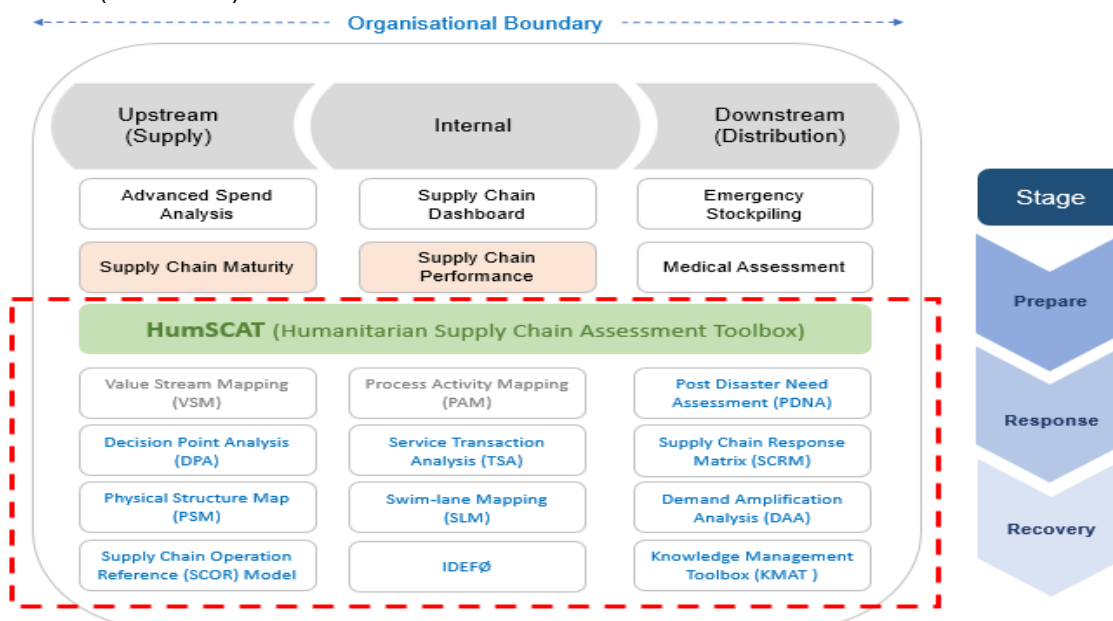 Organisational Boundary
Upstream
(Supply)
Internal
Downstream
(Distribution)
Advanced Spend
Analysis
Supply Chain
Dashboard
Emergency
Stockpiling
Stage
Supply Chain Maturity
Supply Chain
Performance
Medical Assessment
Prepare
HumSCAT (Humanitarian Supply Chain Assessment Toolbox)
Value Stream Mapping
(VSM)
Process Activity Mapping
(PAM)
Post Disaster Need
Assessment (PDNA)
Response
Decision Point Analysis
(DPA)
Service Transaction
Analysis (TSA)
Supply Chain Response
Matrix (SCRM)
Physical Structure Map
(PSM)
Swim-lane Mapping
(SLM)
Demand Amplification
Analysis (DAA)
Recovery
Supply Chain Operation
Reference (SCOR) Model
IDEFØ
Knowledge Management
Toolbox (KMAT )